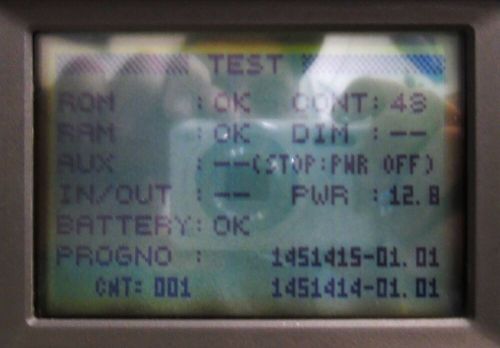 TEST
ROM : OK CONT: 48
RAM : OK DIM : --
AUX : --(STOP:PWR OFF)
IN/OUT : -- PWR : 12.8
BATTERY: OK
PROGNO : 1451415-01.01
CNT: 001 1451414-01.01